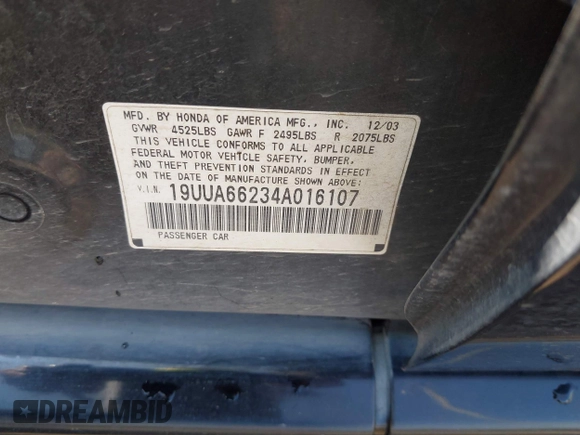 MFD. BY HONDA OF AMERICA MFG., INC. 12/03
GVWR 4525LBS GAWR F 2495LBS R 2075LBS
THIS VEHICLE CONFORMS TO ALL APPLICABLE
FEDERAL MOTOR VEHICLE SAFETY, BUMPER,
AND THEFT PREVENTION STANDARDS IN EFFECT
ON THE DATE OF MANUFACTURE SHOWN ABOVE:
V.I.N. 19UUA66234A016107
PASSENGER CAR
DREAMBID